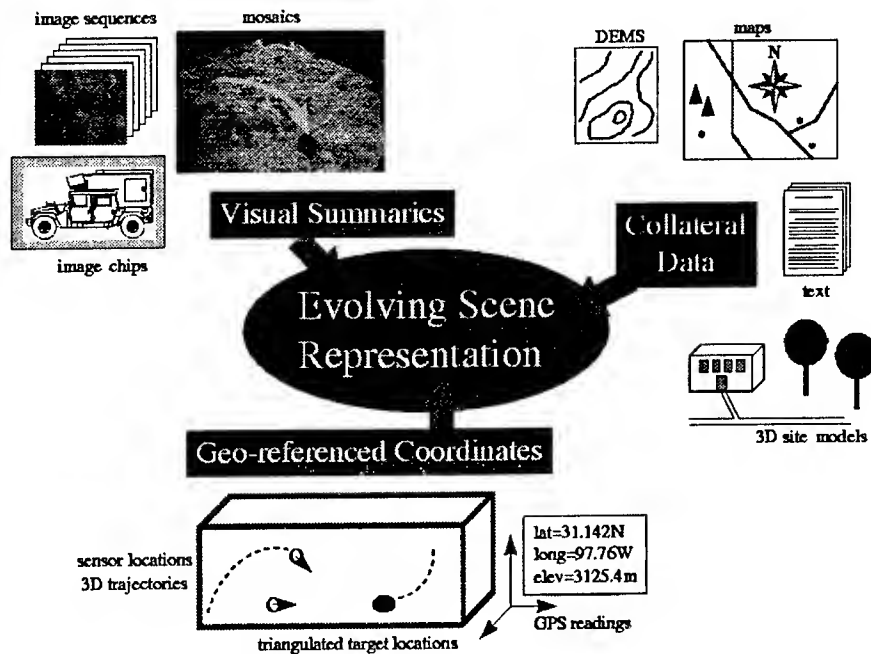 image sequences
mosaics
image chips
DEMS
maps
N
Visual Summaries
Collateral
Data
text
Evolving Scene
Representation
3D site models
Geo-referenced Coordinates
sensor locations
3D trajectories
lat=31.142N
long=97.76W
elev=3125.4m
GPS readings
triangulated target locations